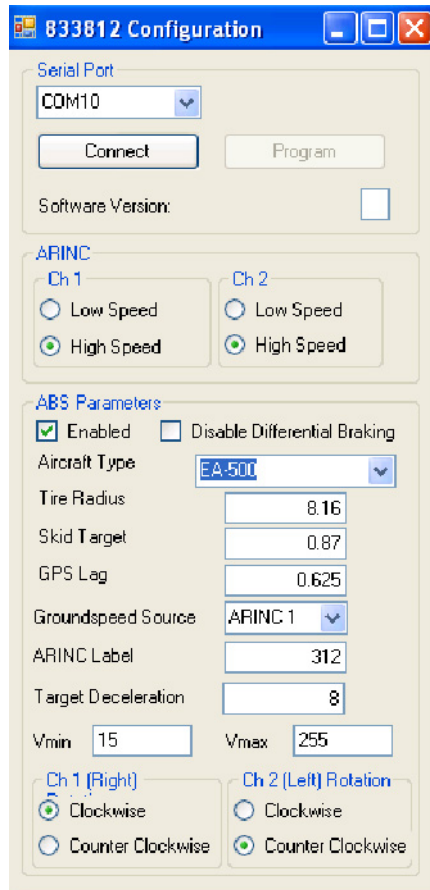 833812 Configuration
Serial Port
COM10
Connect Program
Software Version:
ARINC
Ch 1 Ch 2
Low Speed Low Speed
High Speed High Speed
ABS Parameters
Enabled Disable Differential Braking
Aircraft Type EA-500
Tire Radius 8.16
Skid Target 0.87
GPS Lag 0.625
Groundspeed Source ARINC 1
ARINC Label 312
Target Deceleration 8
Vmin 15 Vmax 255
Ch 1 (Right) Ch 2 (Left) Rotation
Clockwise Clockwise
Counter Clockwise Counter Clockwise